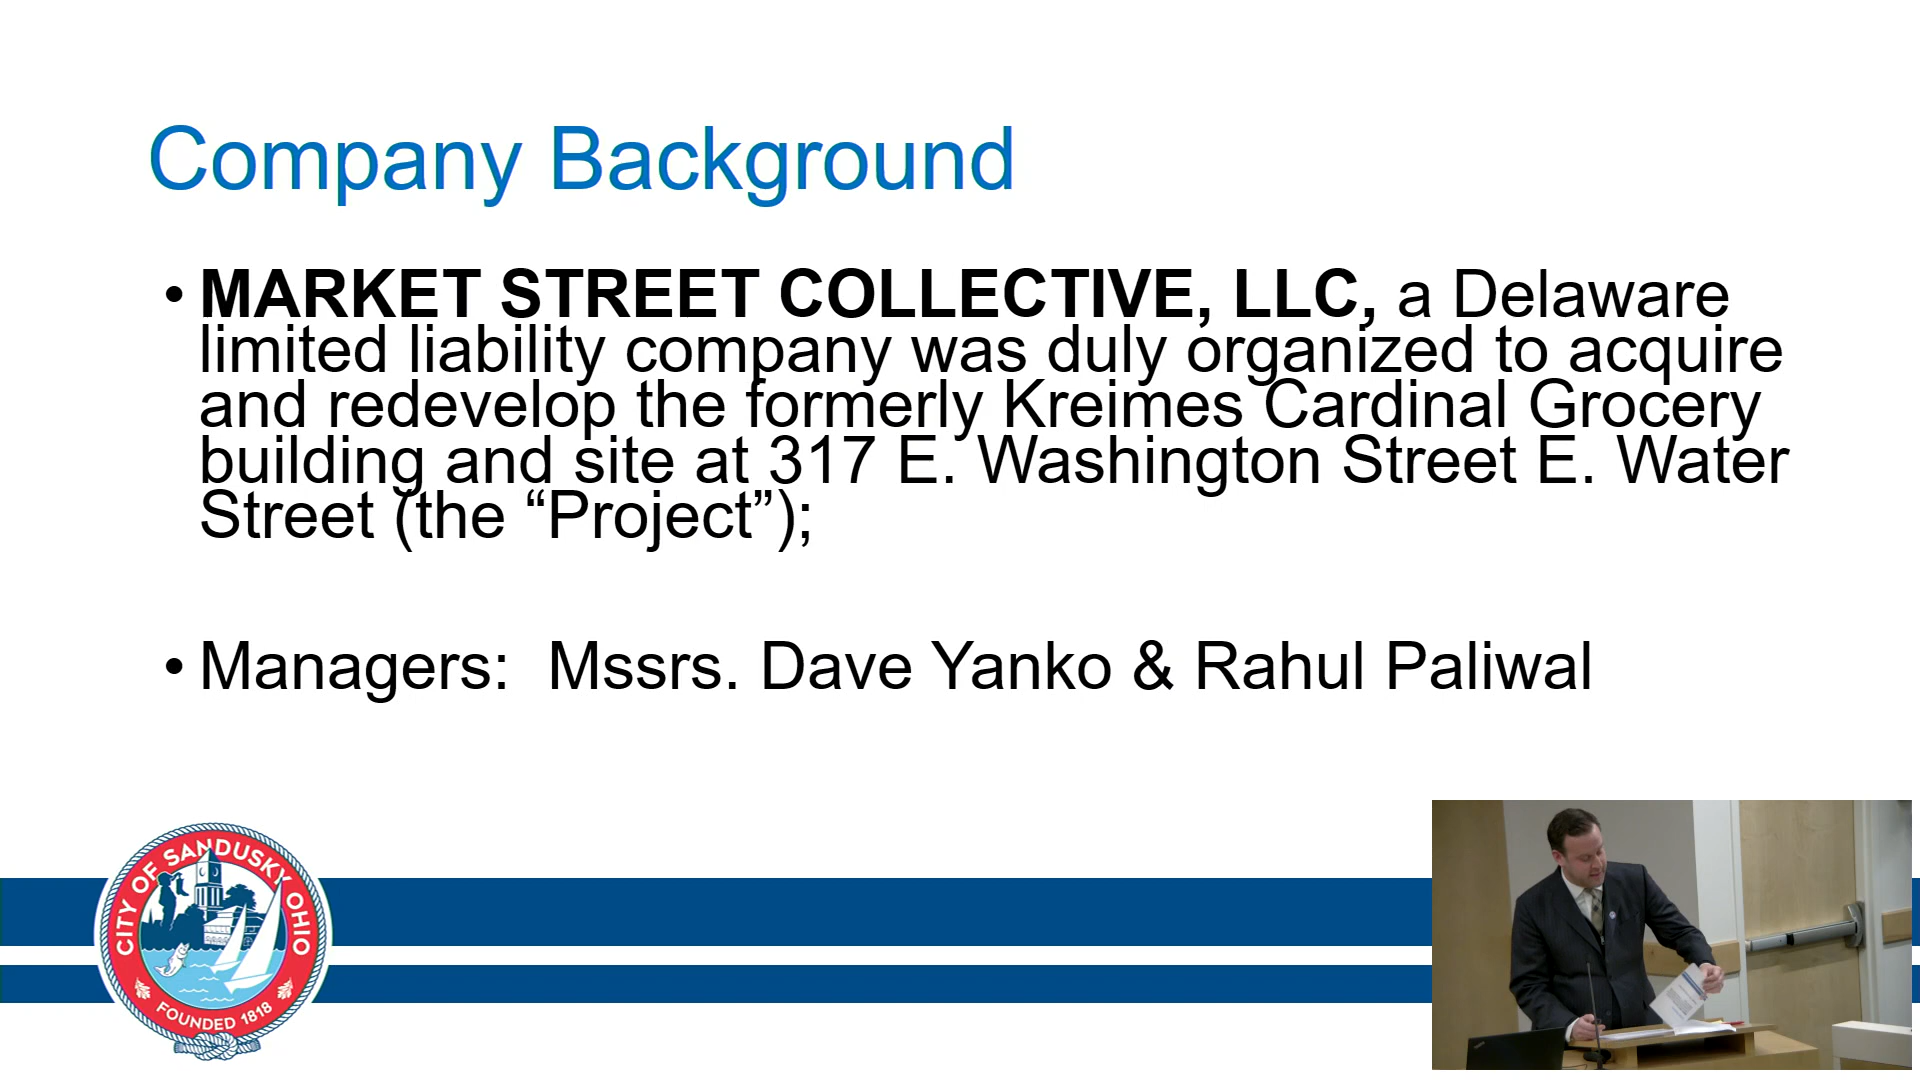 Company Background
• MARKET STREET COLLECTIVE, LLC, a Delaware
limited liability company was duly organized to acquire
and redevelop the formerly Kreimes Cardinal Grocery
building and site at 317 E. Washington Street E. Water
Street (the “Project”);
• Managers:  Mssrs. Dave Yanko & Rahul Paliwal
CITY OF SANDUSKY OHIO
FOUNDED 1818